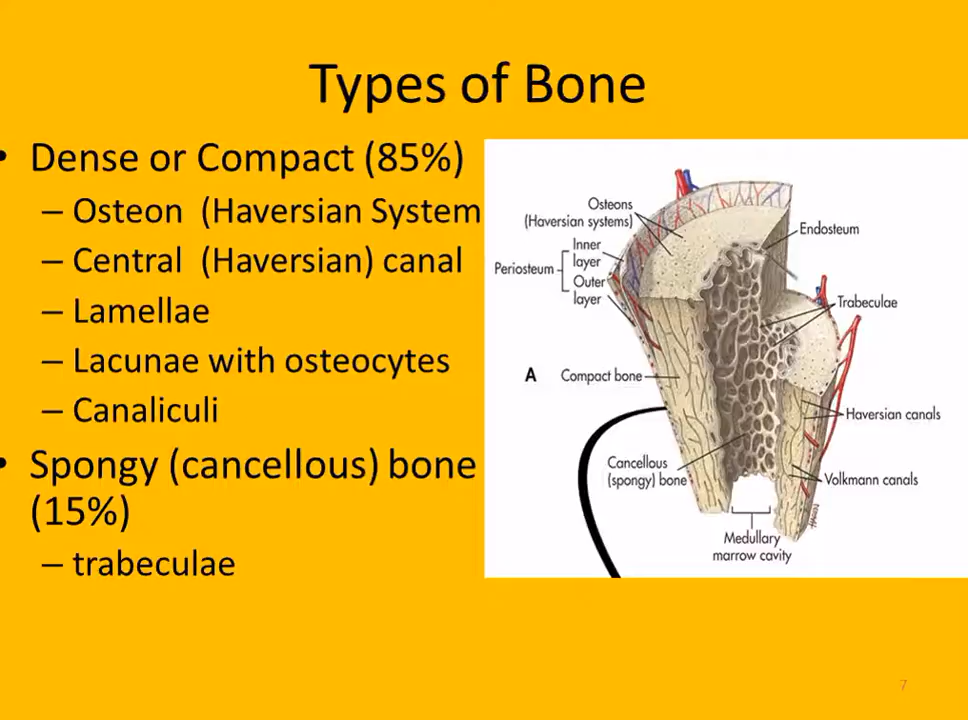 Types of Bone
• Dense or Compact (85%)
– Osteon (Haversian System
– Central (Haversian) canal
– Lamellae
– Lacunae with osteocytes
– Canaliculi
• Spongy (cancellous) bone
(15%)
– trabeculae
Osteons
(Haversian systems)
Inner
layer
Periosteum
Outer
layer
Endosteum
Trabeculae
A
Compact bone
Haversian canals
Cancellous
(spongy) bone
Volkmann canals
Medullary
marrow cavity
7